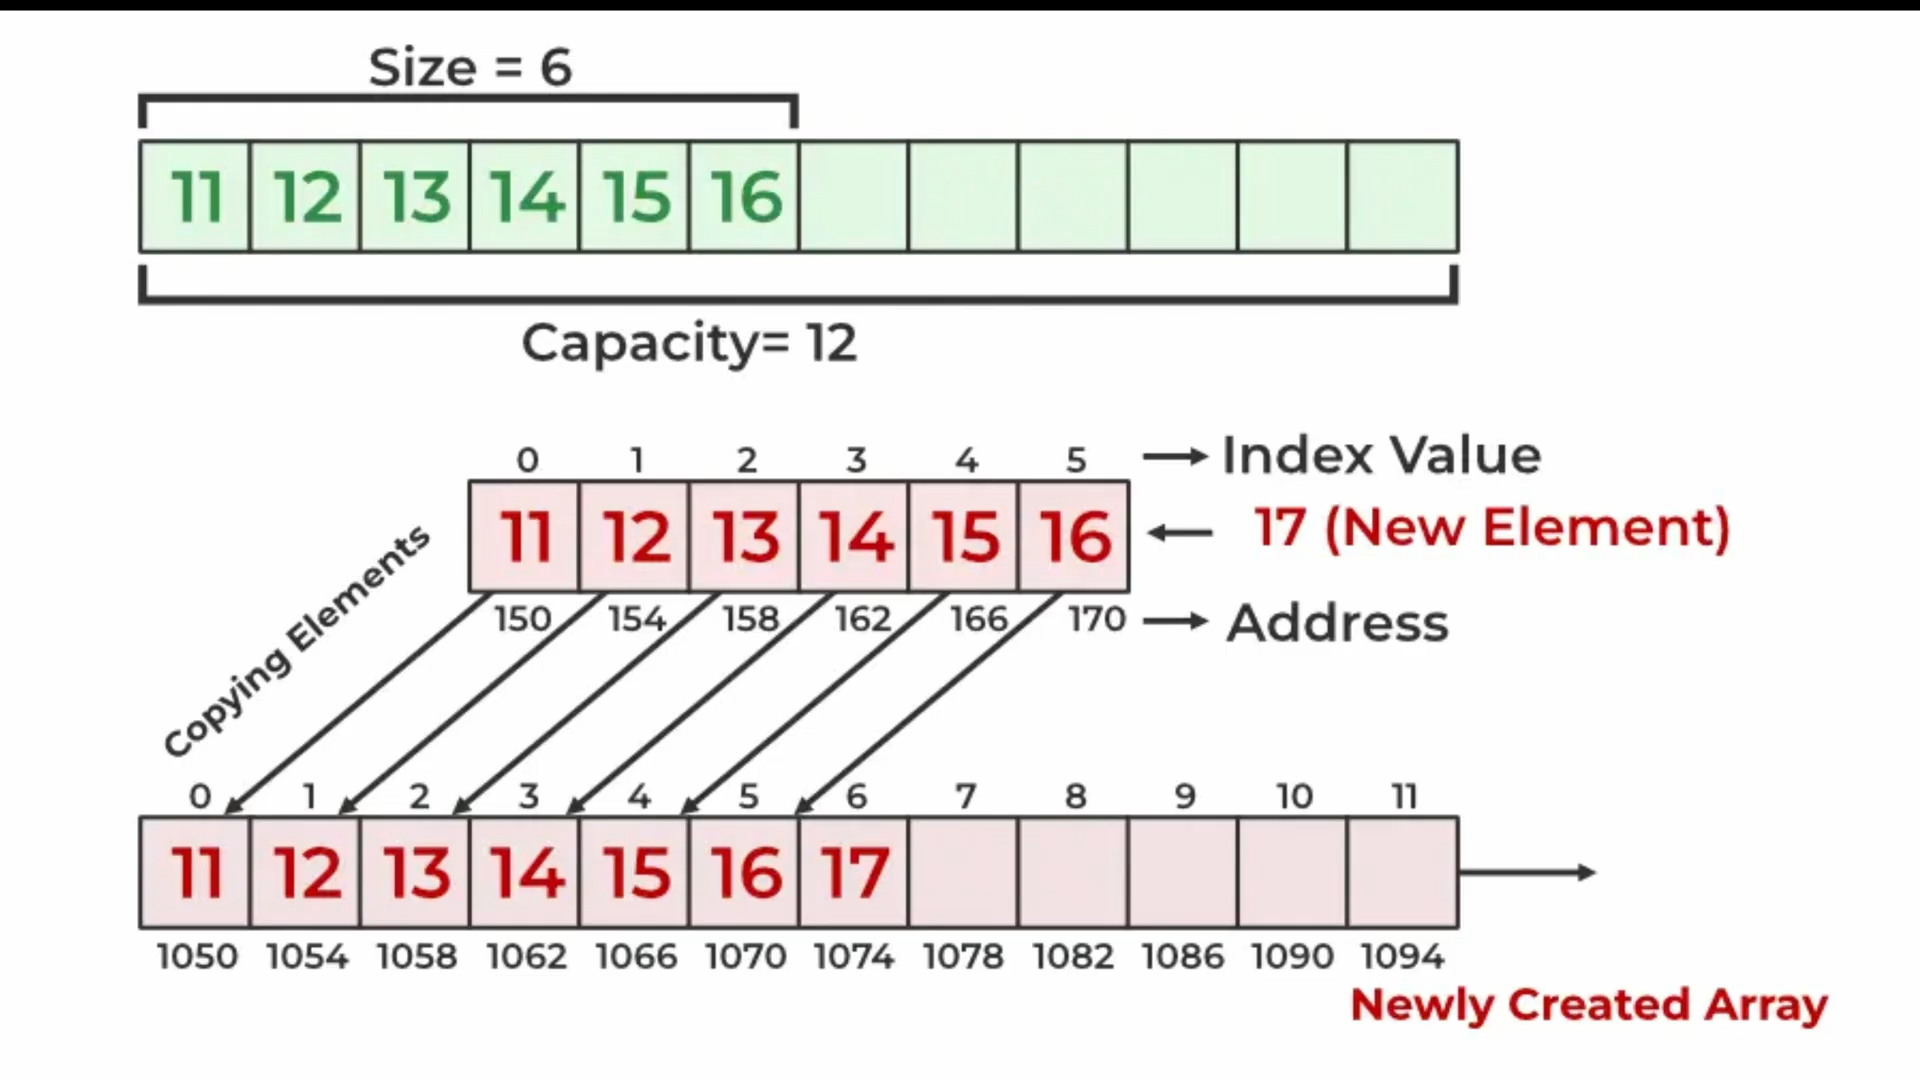 Size = 6
11 12 13 14 15 16
Capacity= 12
0 1 2 3 4 5 Index Value
11 12 13 14 15 16 17 (New Element)
150 154 158 162 166 170 Address
Copying Elements
0 1 2 3 4 5 6 7 8 9 10 11
11 12 13 14 15 16 17
1050 1054 1058 1062 1066 1070 1074 1078 1082 1086 1090 1094
Newly Created Array